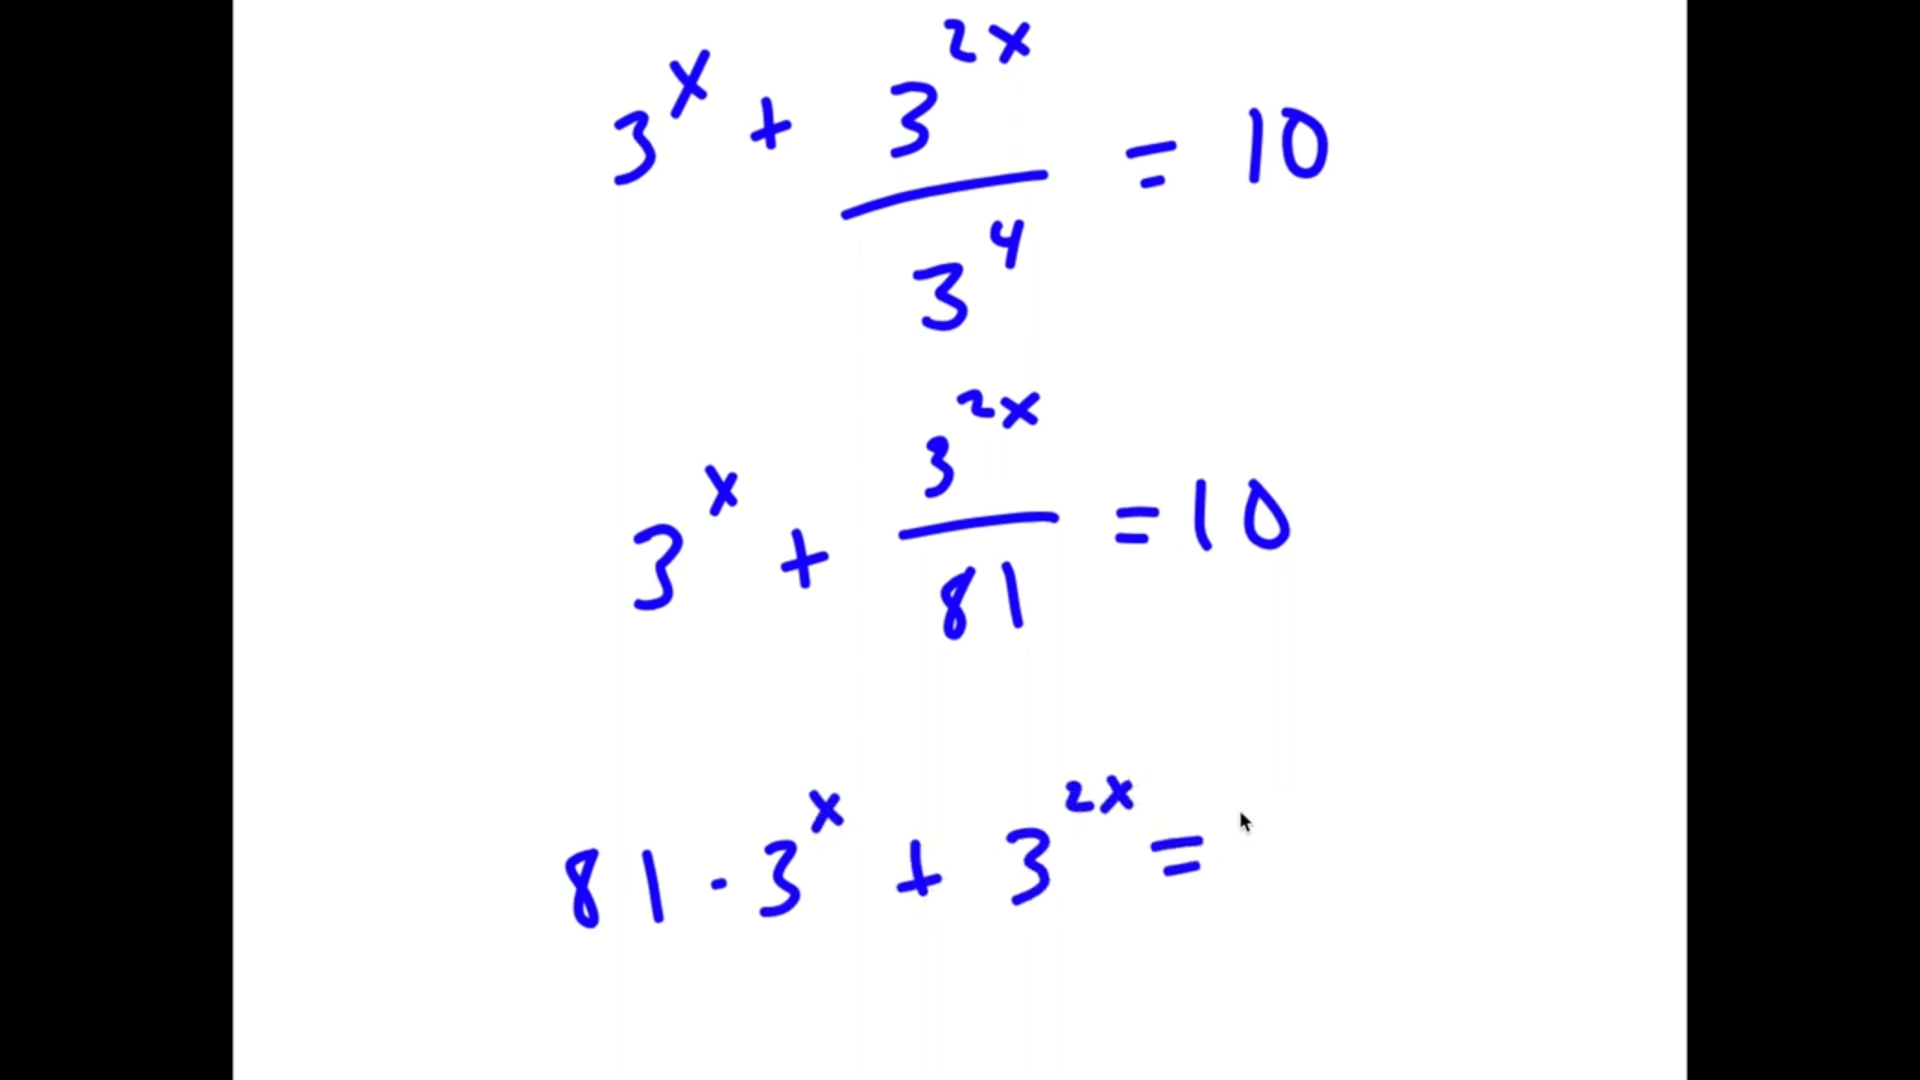 3^x + 3^2x / 3^4 = 10
3^x + 3^2x / 81 = 10
81 · 3^x + 3^2x =